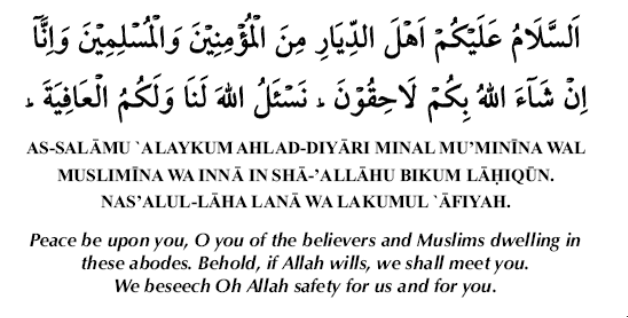 اَلسَّلَامُ عَلَيْكُمْ اَهْلَ الدِّيَارِ مِنَ الْمُؤْمِنِيْنَ وَالْمُسْلِمِيْنَ وَاِنَّآ
اِنْ شَآءَ اللهُ بِكُمْ لَاحِقُوْنَ ۔ نَسْئَلُ اللهَ لَنَا وَلَكُمُ الْعَافِيَةَ ۔
AS-SALĀMU `ALAYKUM AHLAD-DIYĀRI MINAL MU’MINĪNA WAL
MUSLIMĪNA WA INNĀ IN SHĀ-’ALLĀHU BIKUM LĀḤIQŪN.
NAS’ALUL-LĀHA LANĀ WA LAKUMUL `ĀFIYAH.
Peace be upon you, O you of the believers and Muslims dwelling in
these abodes. Behold, if Allah wills, we shall meet you.
We beseech Oh Allah safety for us and for you.